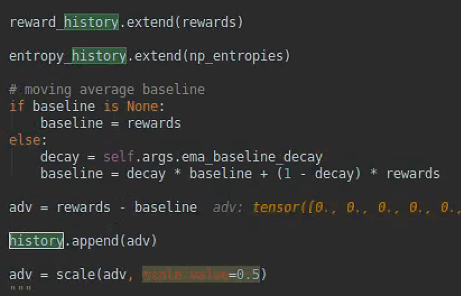 reward_history.extend(rewards)
entropy_history.extend(np_entropies)
# moving average baseline
if baseline is None:
baseline = rewards
else:
decay = self.args.ema_baseline_decay
baseline = decay * baseline + (1 - decay) * rewards
adv = rewards - baseline adv: tensor([0., 0., 0., 0., 0.,
history.append(adv)
adv = scale(adv, scale_value=0.5)
"""